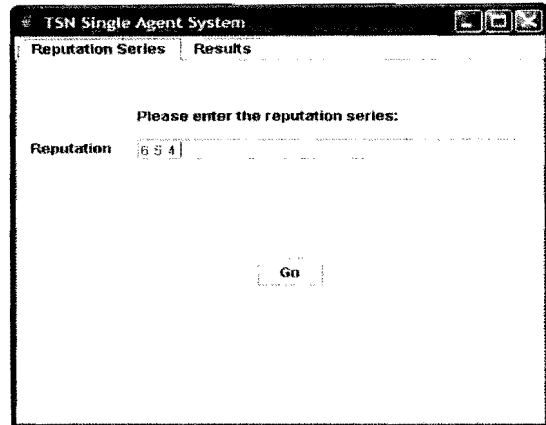 TSN Single Agent System
Reputation Series Results
Please enter the reputation series:
Reputation 6 5 4
Go